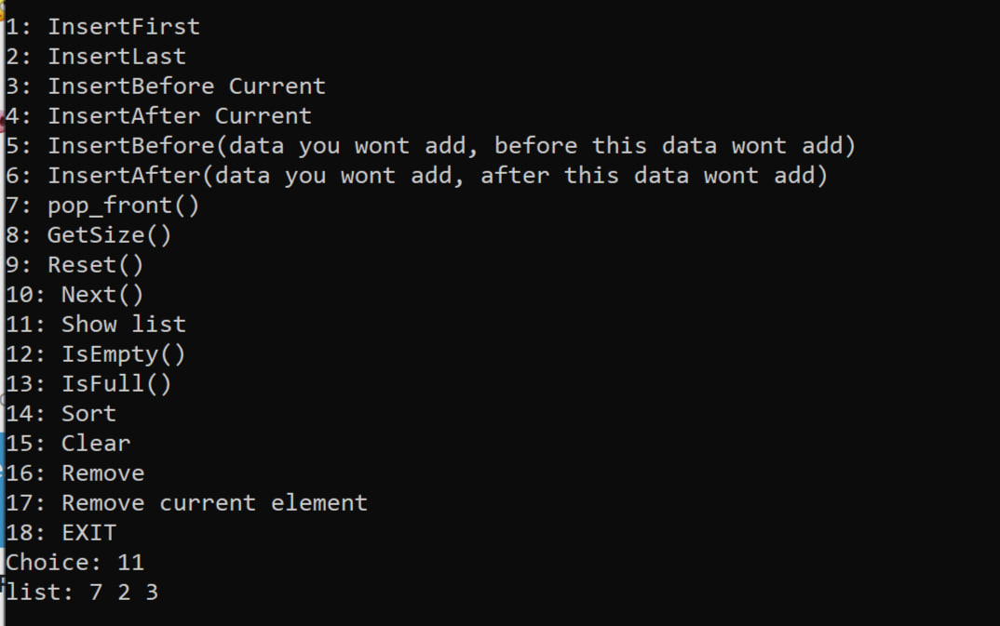 1: InsertFirst
2: InsertLast
3: InsertBefore Current
4: InsertAfter Current
5: InsertBefore(data you wont add, before this data wont add)
6: InsertAfter(data you wont add, after this data wont add)
7: pop_front()
8: GetSize()
9: Reset()
10: Next()
11: Show list
12: IsEmpty()
13: IsFull()
14: Sort
15: Clear
16: Remove
17: Remove current element
18: EXIT
Choice: 11
list: 7 2 3